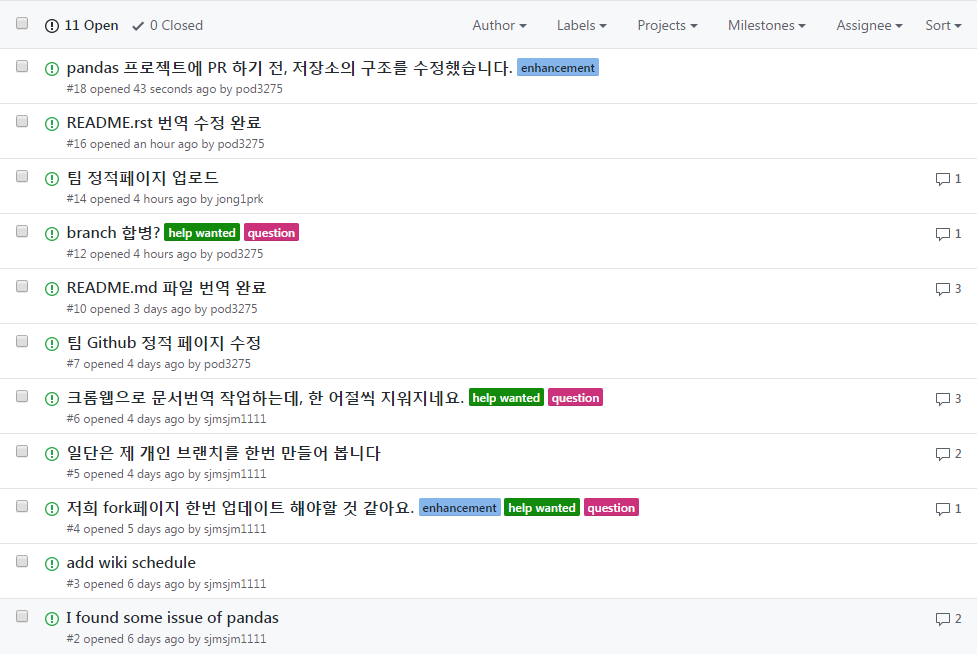 11 Open 0 Closed Author Labels Projects Milestones Assignee Sort
pandas 프로젝트에 PR 하기 전, 저장소의 구조를 수정했습니다. enhancement
#18 opened 43 seconds ago by pod3275
README.rst 번역 수정 완료
#16 opened an hour ago by pod3275
팀 정적페이지 업로드 1
#14 opened 4 hours ago by jong1prk
branch 합병? help wanted question 1
#12 opened 4 hours ago by pod3275
README.md 파일 번역 완료 3
#10 opened 3 days ago by pod3275
팀 Github 정적 페이지 수정
#7 opened 4 days ago by pod3275
크롬웹으로 문서번역 작업하는데, 한 어절씩 지워지네요. help wanted question 3
#6 opened 4 days ago by sjmsjm1111
일단은 제 개인 브랜치를 한번 만들어 봅니다 2
#5 opened 4 days ago by sjmsjm1111
저희 fork페이지 한번 업데이트 해야할 것 같아요. enhancement help wanted question 1
#4 opened 5 days ago by sjmsjm1111
add wiki schedule
#3 opened 6 days ago by sjmsjm1111
I found some issue of pandas 2
#2 opened 6 days ago by sjmsjm1111